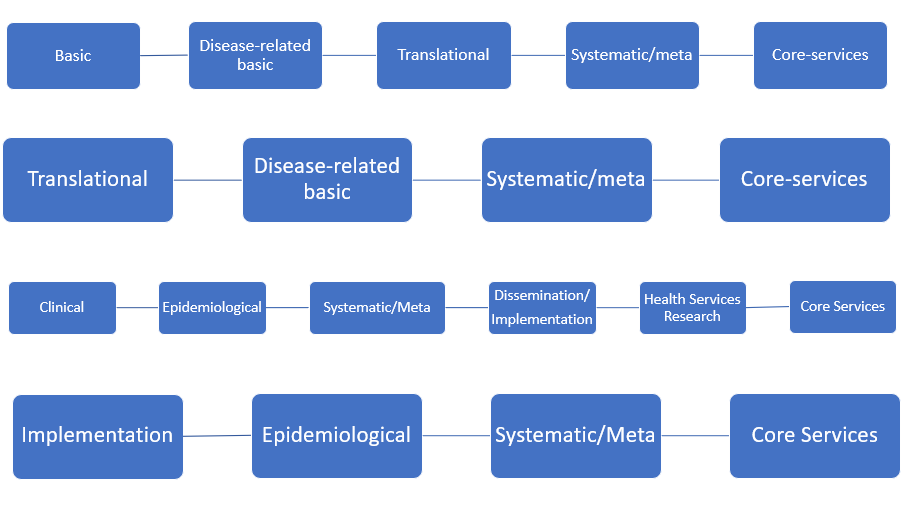 Basic
Disease-related
basic
Translational
Systematic/meta
Core-services
Translational
Disease-related
basic
Systematic/meta
Core-services
Clinical
Epidemiological
Systematic/Meta
Dissemination/
Implementation
Health Services
Research
Core Services
Implementation
Epidemiological
Systematic/Meta
Core Services